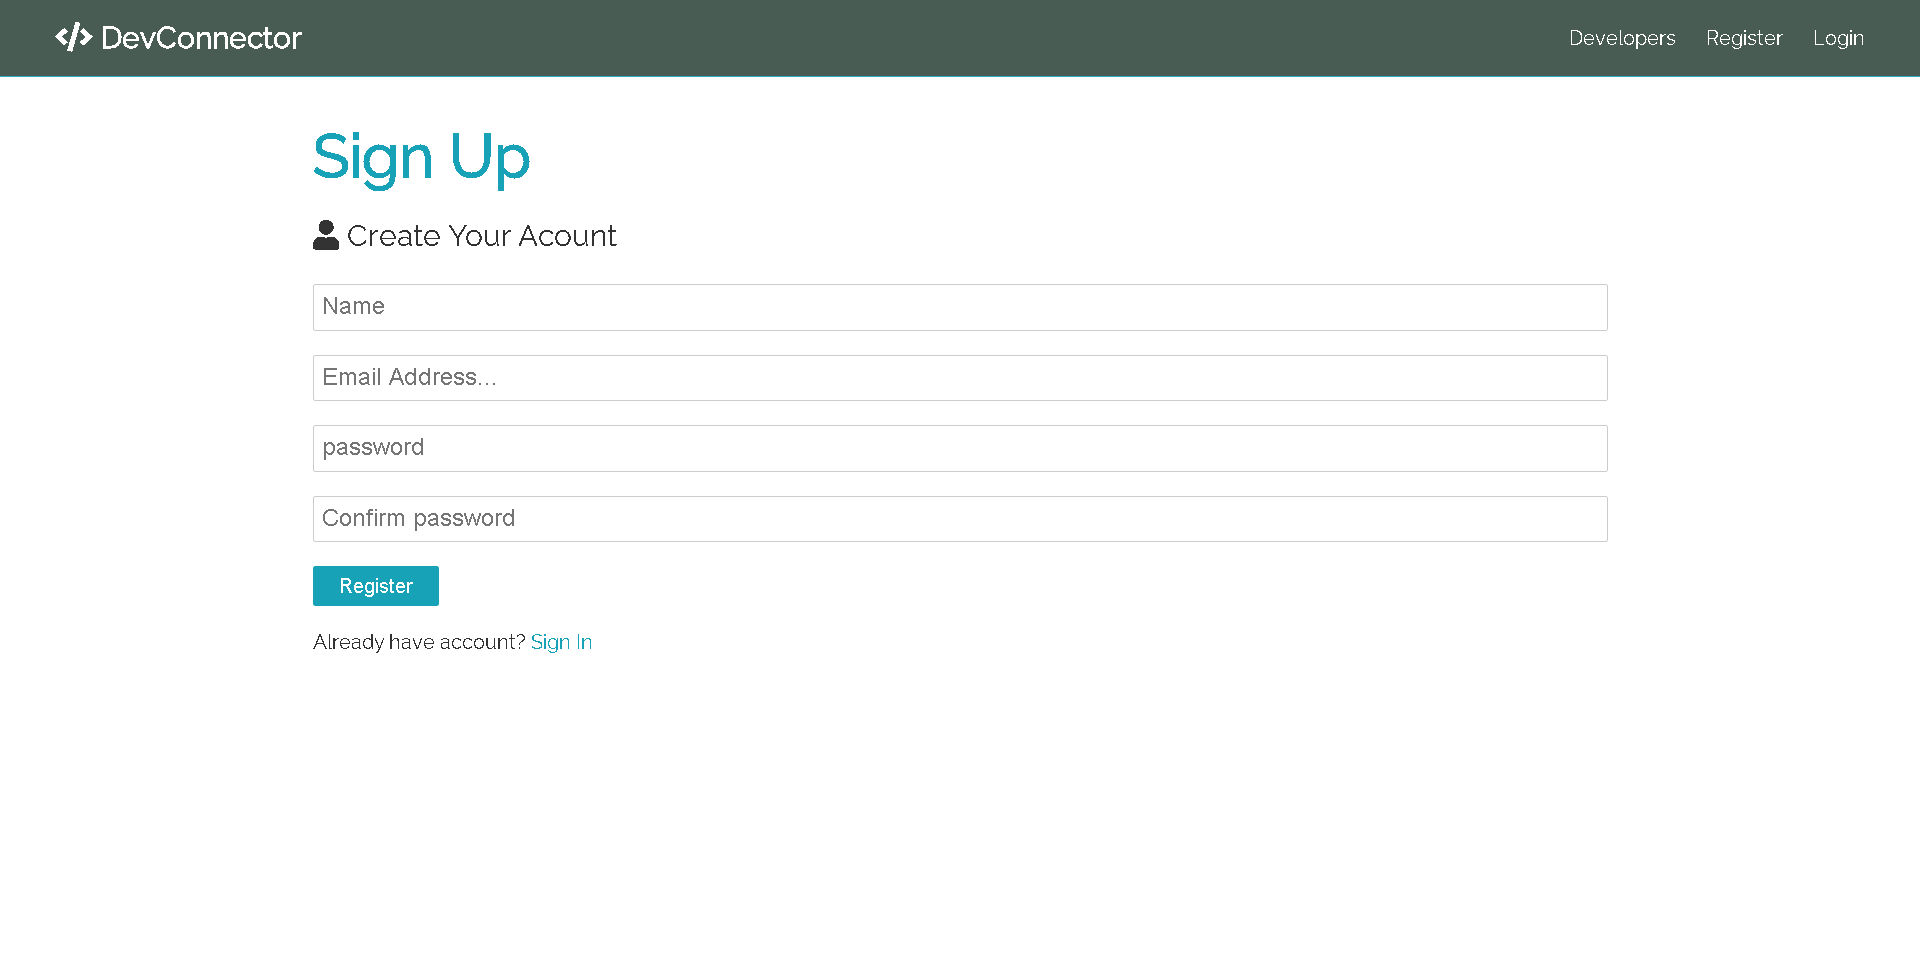 DevConnector
Developers Register Login
Sign Up
Create Your Acount
Name
Email Address...
password
Confirm password
Register
Already have account? Sign In